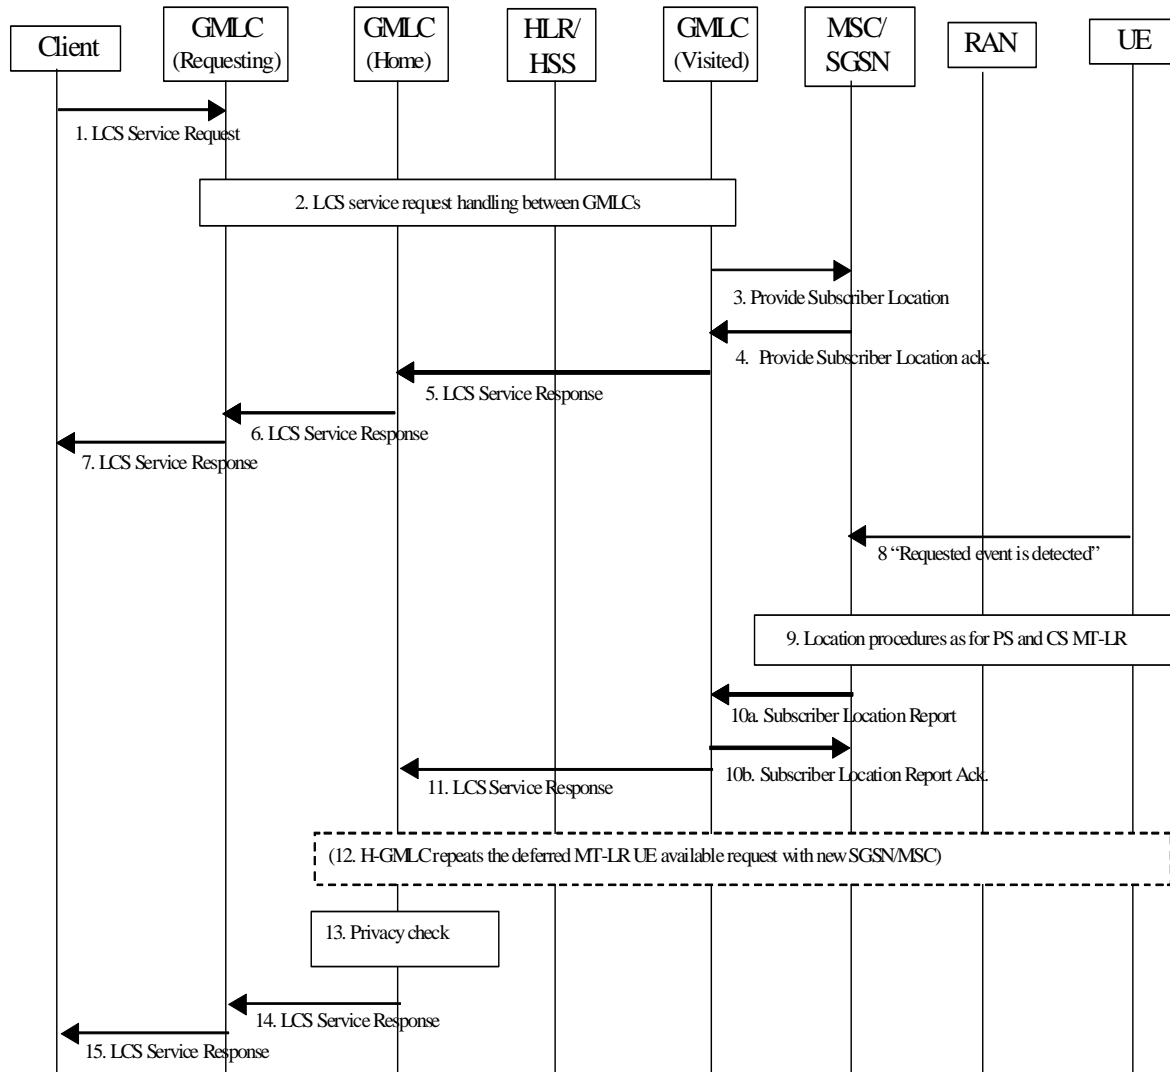 Client
GMLC
(Requesting)
GMLC
(Home)
HLR/
HSS
GMLC
(Visited)
MSC/
SGSN
RAN
UE
1. LCS Service Request
2. LCS service request handling between GMLCs
3. Provide Subscriber Location
4. Provide Subscriber Location ack.
5. LCS Service Response
6. LCS Service Response
7. LCS Service Response
8 “Requested event is detected”
9. Location procedures as for PS and CS MT-LR
10a. Subscriber Location Report
10b. Subscriber Location Report Ack.
11. LCS Service Response
(12. H-GMLC repeats the deferred MT-LR UE available request with new SGSN/MSC)
13. Privacy check
14. LCS Service Response
15. LCS Service Response